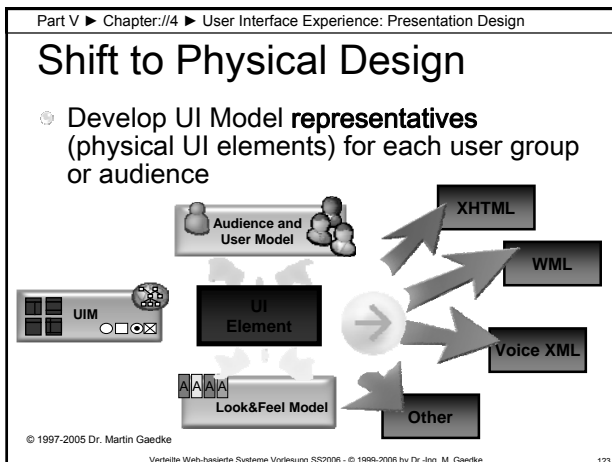 Part V ► Chapter://4 ► User Interface Experience: Presentation Design
Shift to Physical Design
Develop UI Model representatives
(physical UI elements) for each user group
or audience
Audience and
User Model
XHTML
WML
UIM
UI
Element
Voice XML
A A A A
Look&Feel Model
Other
© 1997-2005 Dr. Martin Gaedke
Verteilte Web-basierte Systeme Vorlesung SS2006 - © 1999-2006 by Dr.-Ing. M. Gaedke
123